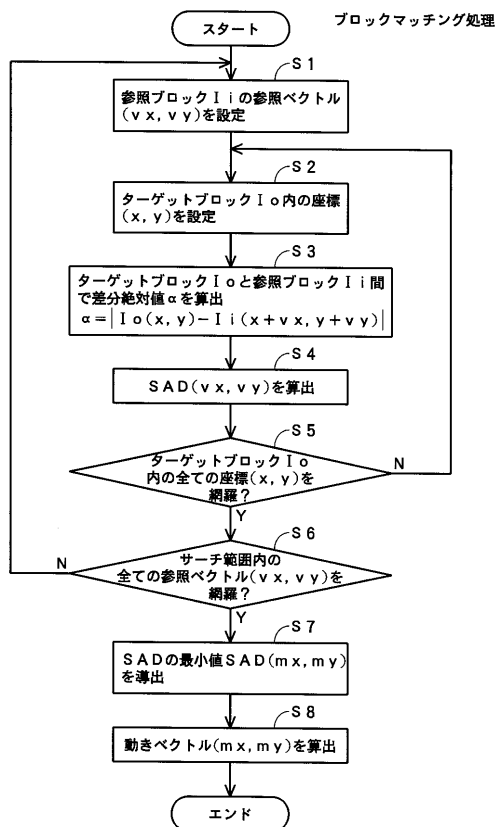 ブロックマッチング処理
スタート
S1
参照ブロックIiの参照ベクトル
(vx,vy)を設定
S2
ターゲットブロックIo内の座標
(x,y)を設定
S3
ターゲットブロックIoと参照ブロックIi間
で差分絶対値αを算出
α=|Io(x,y)-Ii(x+vx,y+vy)|
S4
SAD(vx,vy)を算出
S5
ターゲットブロックIo
内の全ての座標(x,y)を
網羅?
N
Y
S6
サーチ範囲内の
全ての参照ベクトル(vx,vy)を
網羅?
N
Y
S7
SADの最小値SAD(mx,my)
を導出
S8
動きベクトル(mx,my)を算出
エンド